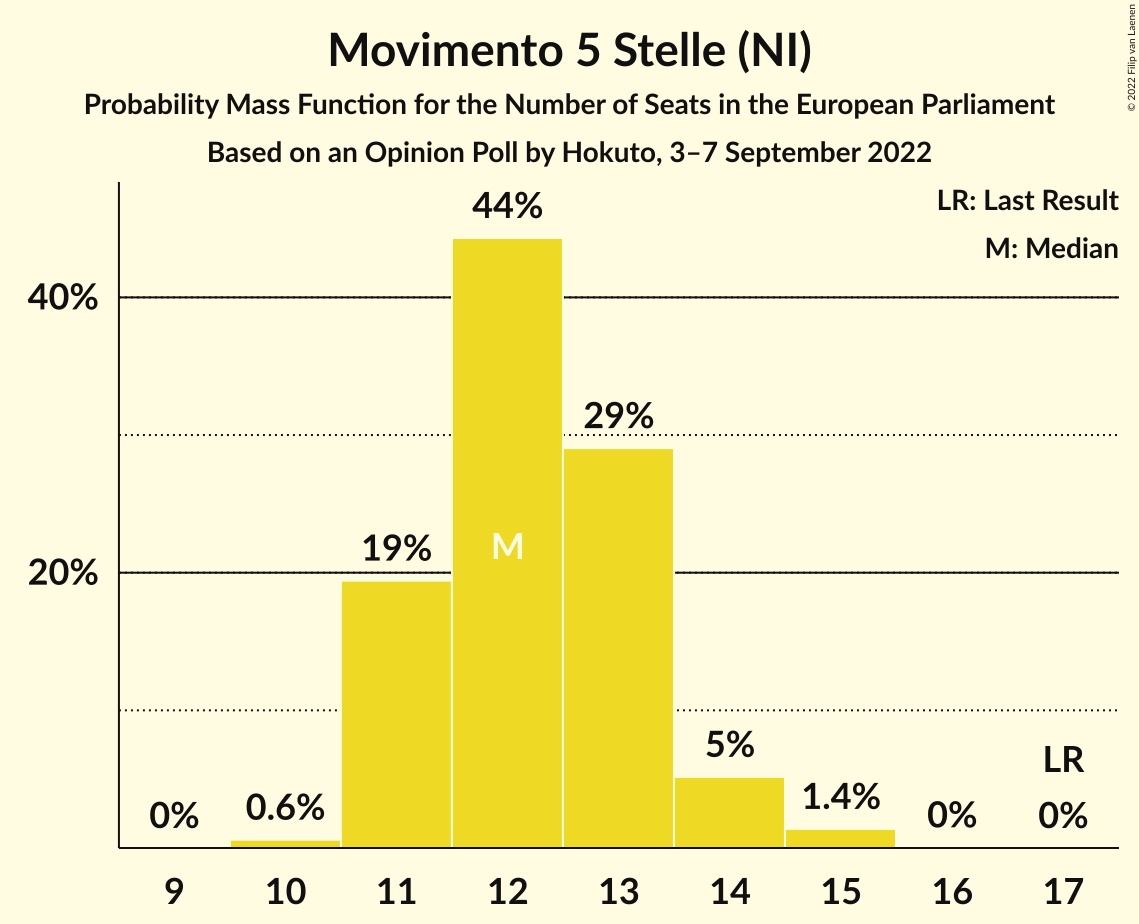 Movimento 5 Stelle (NI)
Probability Mass Function for the Number of Seats in the European Parliament
Based on an Opinion Poll by Hokuto, 3–7 September 2022
© 2022 Filip van Laenen
LR: Last Result
M: Median
44%
40%
29%
M
19%
20%
5%
LR
0%
0.6%
1.4%
0%
0%
9 10 11 12 13 14 15 16 17